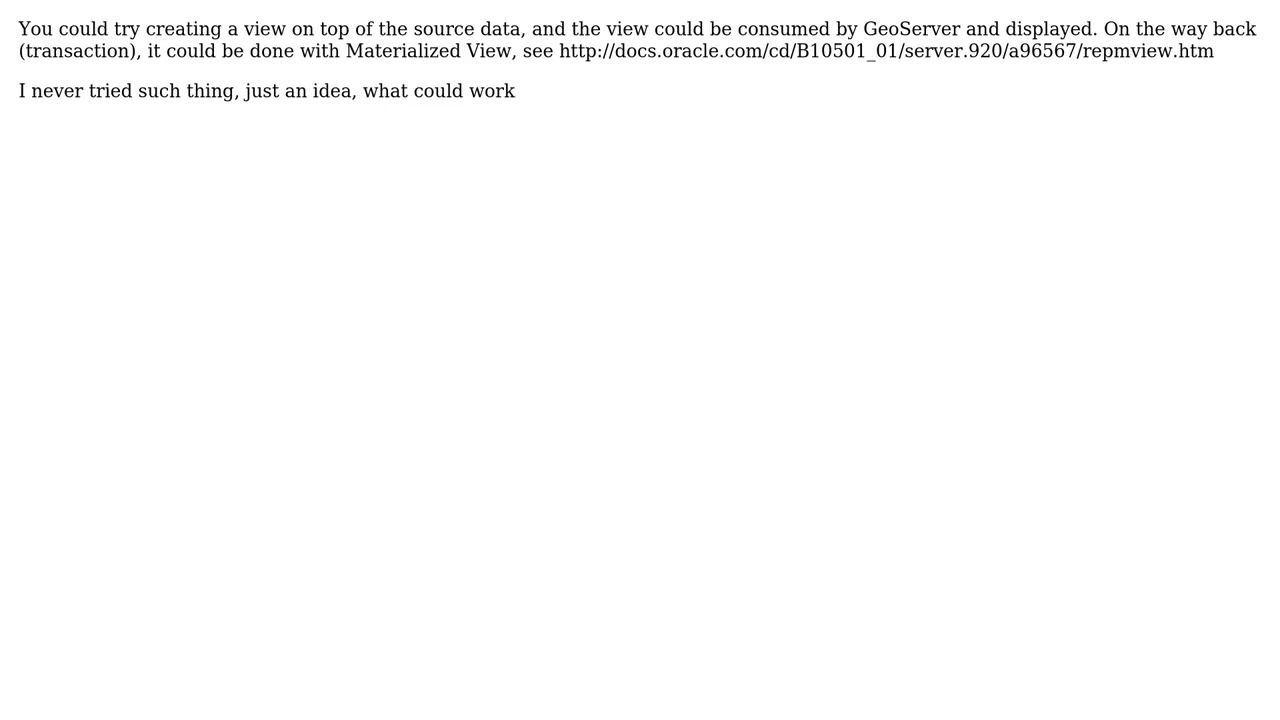 You could try creating a view on top of the source data, and the view could be consumed by GeoServer and displayed. On the way back
(transaction), it could be done with Materialized View, see http://docs.oracle.com/cd/B10501_01/server.920/a96567/repmview.htm
I never tried such thing, just an idea, what could work